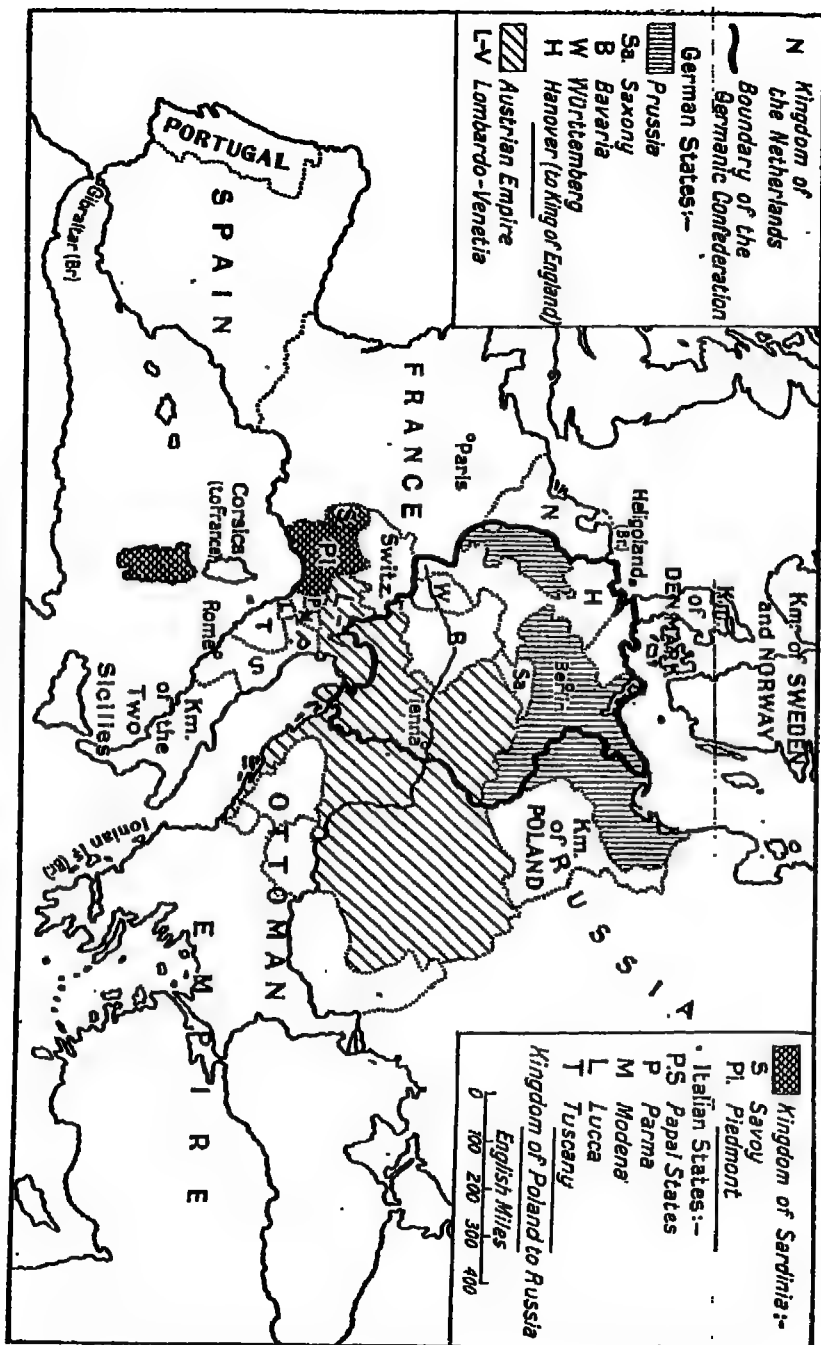 N Kingdom of
the Netherlands
Boundary of the
Germanic Confederation
German States:-
Prussia
Sa. Saxony
B Bavaria
W Württemberg
H Hanover (to King of England)
Austrian Empire
L-V Lombardo-Venetia
Kingdom of Sardinia:-
S Savoy
Pi. Piedmont
Italian States:-
P.S Papal States
P Parma
M Modena
L Lucca
T Tuscany
Kingdom of Poland to Russia
English Miles
0 100 200 300 400
Km. of SWEDEN
and NORWAY
Km.
of
DENMARK
Heligoland
(Br)
N
H
Berlin
Sa.
Km.
of
POLAND
RUSSIA
Paris
FRANCE
W
B
Vienna
Switz
S
Pi.
L
V
P
M
L
T
P
S
Rome
Corsica
(to France)
Km.
of the
Two
Sicilies
PORTUGAL
SPAIN
Gibraltar (Br)
OTTOMAN
EMPIRE
Ionian Is (Br)